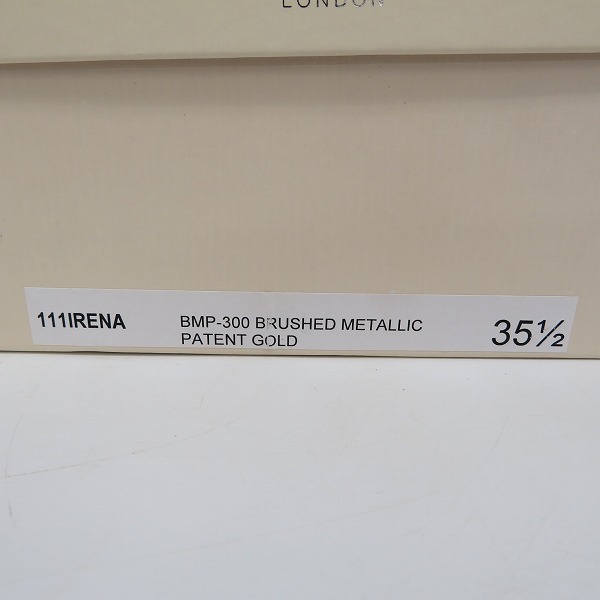 LONDON
111IRENA BMP-300 BRUSHED METALLIC 35½
PATENT GOLD